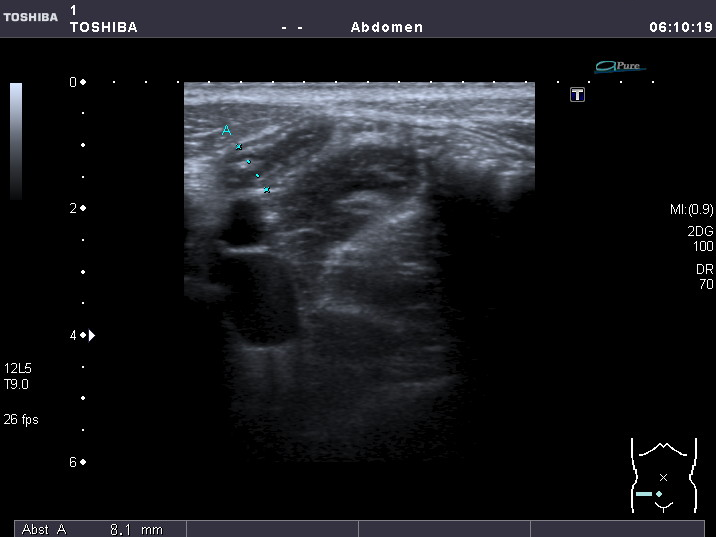 TOSHIBA
1
TOSHIBA - - Abdomen 06:10:19
Pure
T
A
0
2
4
6
MI:(0.9)
2DG
100
DR
70
12L5
T9.0
26 fps
Abst A 8.1 mm